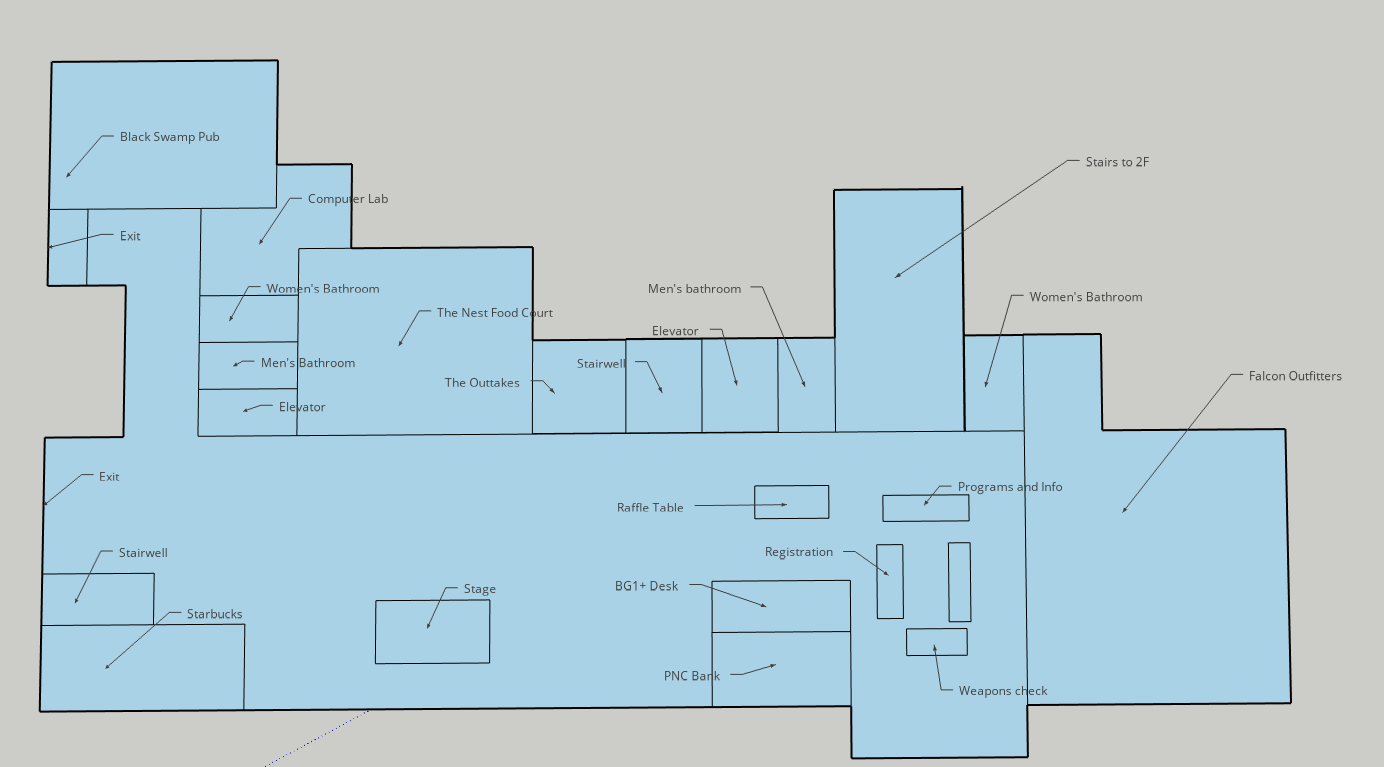 Black Swamp Pub
Stairs to 2F
Computer Lab
Exit
Women's Bathroom
Men's bathroom
Women's Bathroom
The Nest Food Court
Elevator
Men's Bathroom
Stairwell
Falcon Outfitters
The Outtakes
Elevator
Exit
Programs and Info
Raffle Table
Stairwell
Registration
BG1+ Desk
Stage
Starbucks
PNC Bank
Weapons check